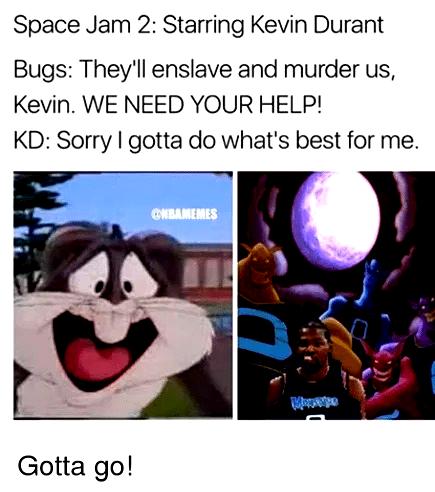 Space Jam 2: Starring Kevin Durant
Bugs: They'll enslave and murder us,
Kevin. WE NEED YOUR HELP!
KD: Sorry I gotta do what's best for me.
@NBAMEMES
Gotta go!